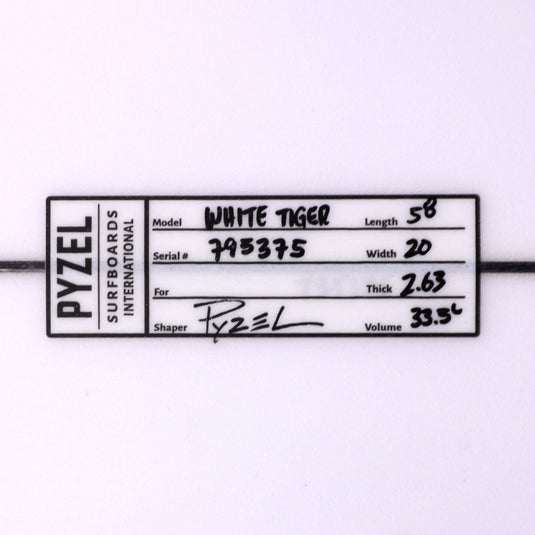 PYZEL
SURFBOARDS
INTERNATIONAL
Model WHITE TIGER Length 5 8
Serial # 795375 Width 20
For Thick 2.63
Shaper PYZEL Volume 33.5L